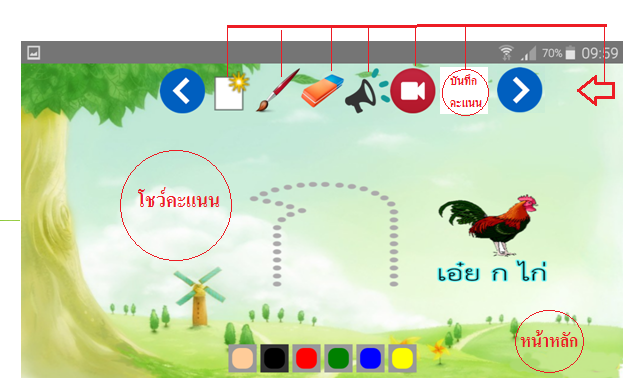 70% 09:59
บันทึก
คะแนน
โชว์คะแนน
เอ๋ย ก ไก่
หน้าหลัก